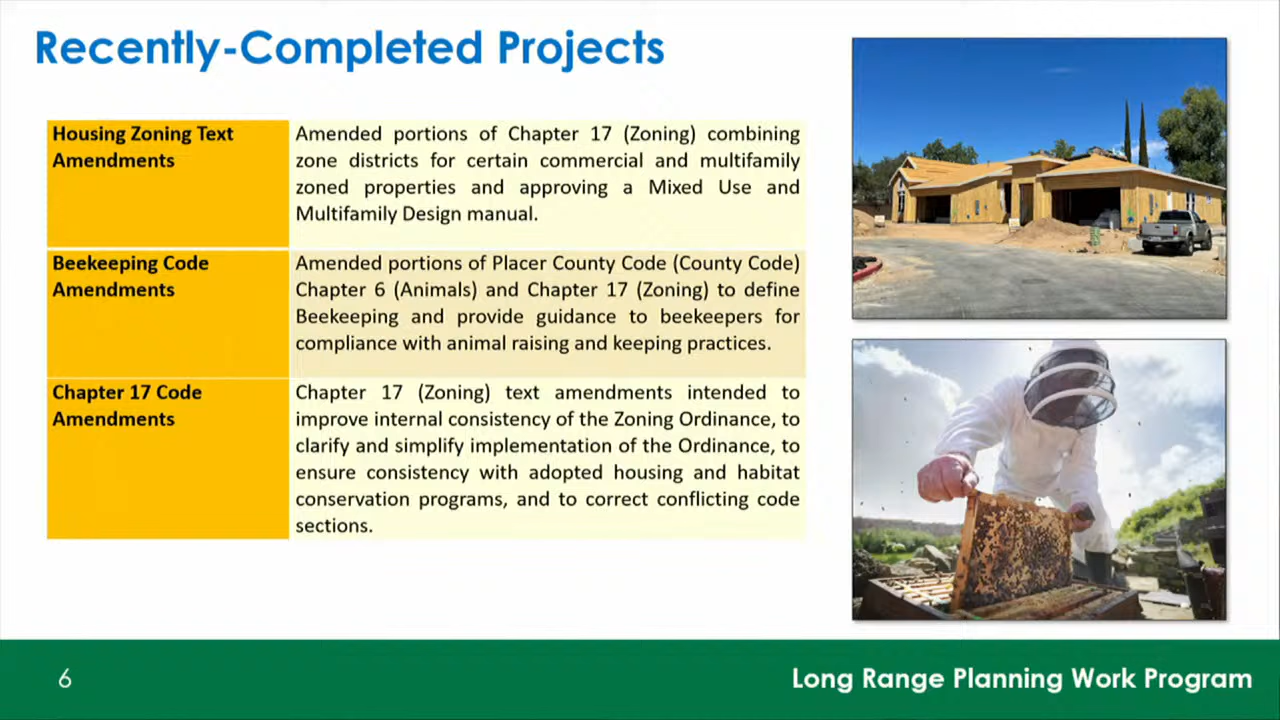 Recently-Completed Projects
Housing Zoning Text
Amendments
Amended portions of Chapter 17 (Zoning) combining
zone districts for certain commercial and multifamily
zoned properties and approving a Mixed Use and
Multifamily Design manual.
Beekeeping Code
Amendments
Amended portions of Placer County Code (County Code)
Chapter 6 (Animals) and Chapter 17 (Zoning) to define
Beekeeping and provide guidance to beekeepers for
compliance with animal raising and keeping practices.
Chapter 17 Code
Amendments
Chapter 17 (Zoning) text amendments intended to
improve internal consistency of the Zoning Ordinance, to
clarify and simplify implementation of the Ordinance, to
ensure consistency with adopted housing and habitat
conservation programs, and to correct conflicting code
sections.
6
Long Range Planning Work Program